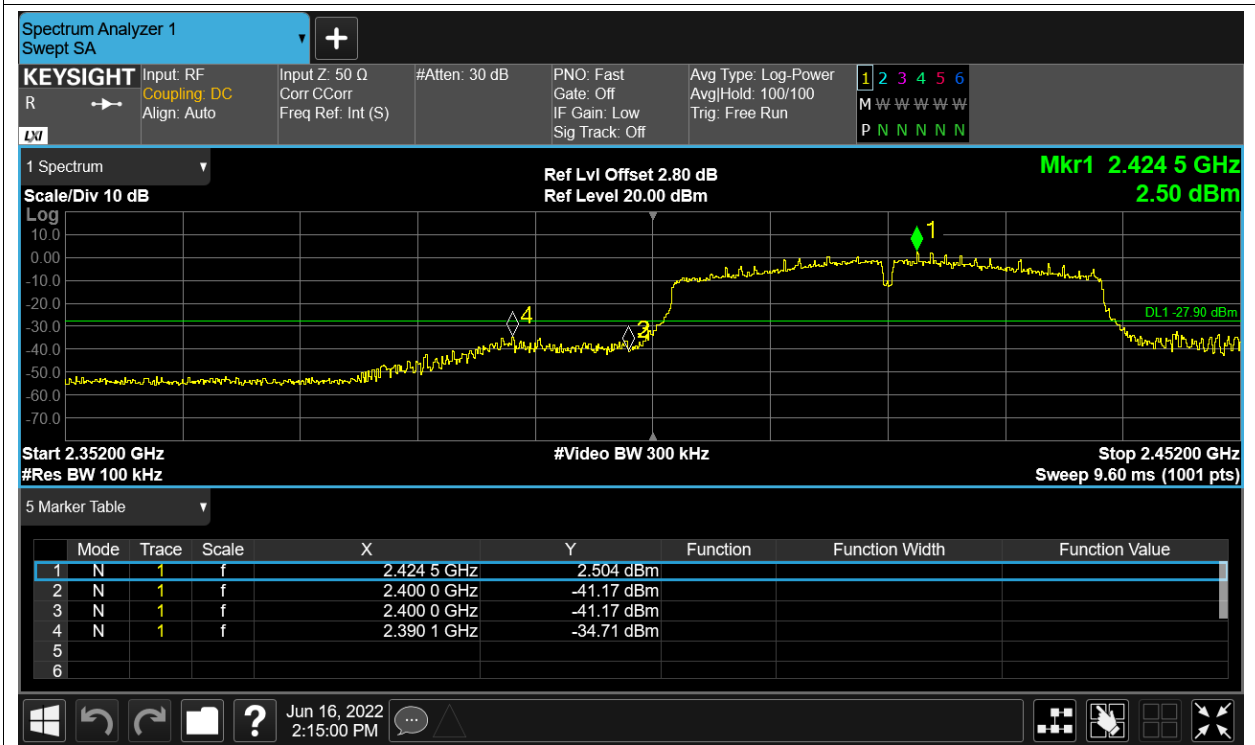 Spectrum Analyzer 1
Swept SA
+
KEYSIGHT Input: RF Input Z: 50 Ω #Atten: 30 dB PNO: Fast Avg Type: Log-Power 1 2 3 4 5 6
R Coupling: DC Corr CCorr Gate: Off Avg|Hold: 100/100 M W W W W W
Align: Auto Freq Ref: Int (S) IF Gain: Low Trig: Free Run
LXI Sig Track: Off P N N N N N
1 Spectrum Ref Lvl Offset 2.80 dB Mkr1 2.424 5 GHz
Scale/Div 10 dB Ref Level 20.00 dBm 2.50 dBm
Log
10.0 1
0.00
-10.0
-20.0
4 DL1 -27.90 dBm
-30.0
-40.0
-50.0
-60.0
-70.0
Start 2.35200 GHz #Video BW 300 kHz Stop 2.45200 GHz
#Res BW 100 kHz Sweep 9.60 ms (1001 pts)
5 Marker Table
Mode Trace Scale X Y Function Function Width Function Value
1 N 1 f 2.424 5 GHz 2.504 dBm
2 N 1 f 2.400 0 GHz -41.17 dBm
3 N 1 f 2.400 0 GHz -41.17 dBm
4 N 1 f 2.390 1 GHz -34.71 dBm
5
6
? Jun 16, 2022
2:15:00 PM